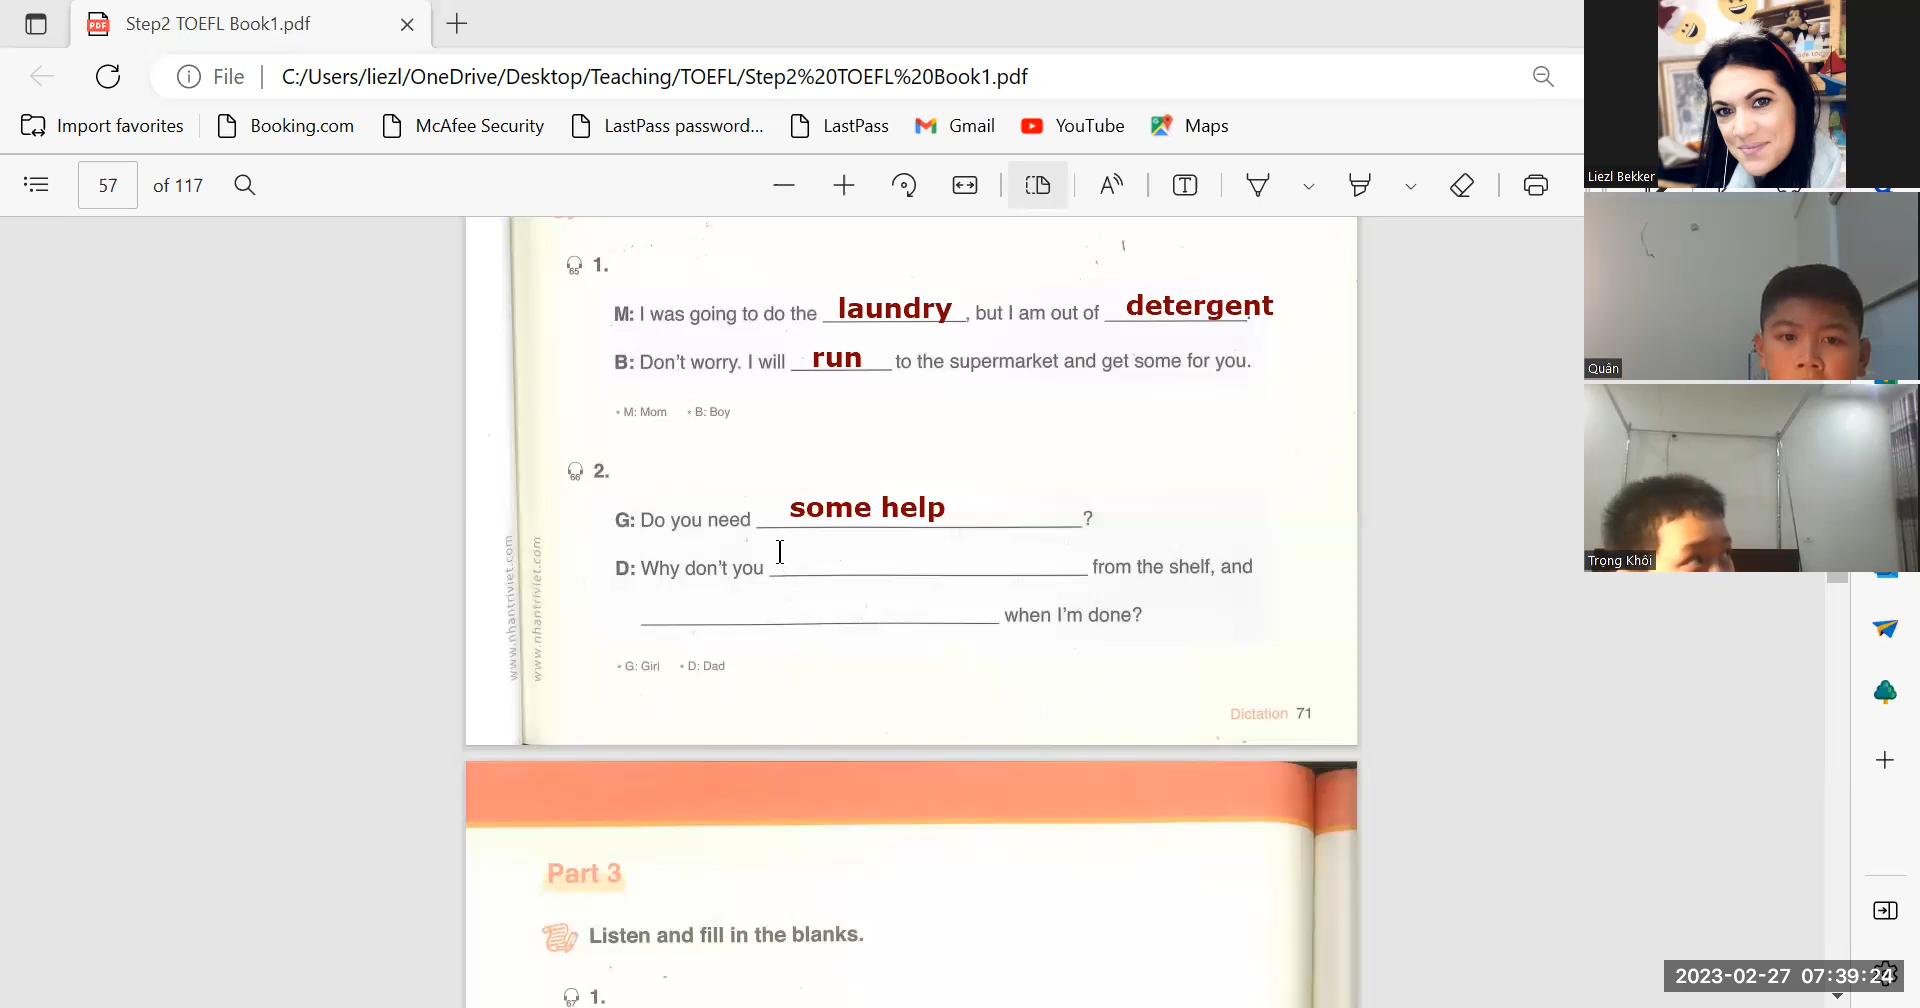 Step2 TOEFL Book1.pdf
File
C:/Users/liezl/OneDrive/Desktop/Teaching/TOEFL/Step2%20TOEFL%20Book1.pdf
Import favorites
Booking.com
McAfee Security
LastPass password...
LastPass
Gmail
YouTube
Maps
57 of 117
Liezl Bekker
Quân
Trọng Khôi
65 1.
M: I was going to do the laundry, but I am out of detergent.
B: Don't worry. I will run to the supermarket and get some for you.
* M: Mom * B: Boy
66 2.
G: Do you need some help?
D: Why don't you ____ from the shelf, and
____ when I'm done?
* G: Girl * D: Dad
www.nhantriviet.com
www.nhantriviet.com
Dictation 71
Part 3
Listen and fill in the blanks.
67 1.
2023-02-27 07:39:24